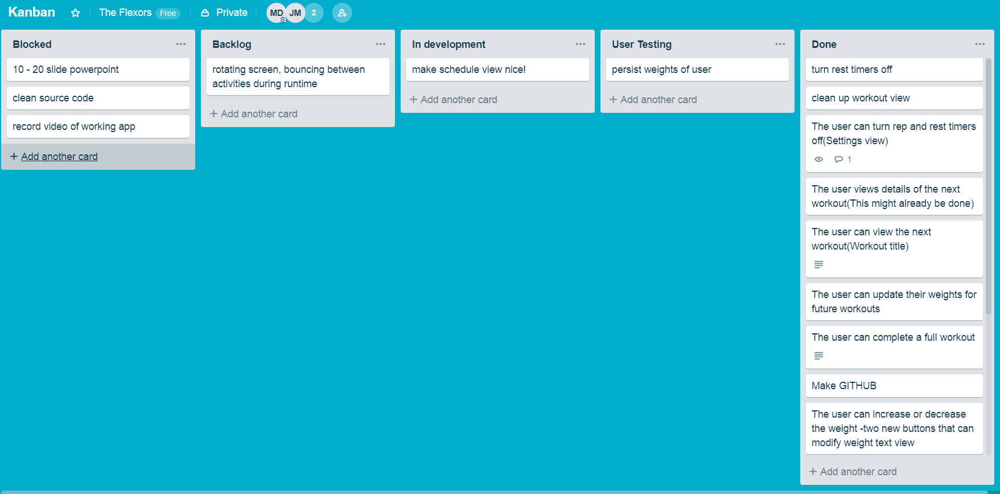 Kanban
The Flexors Free
Private
MD JM 2
Blocked
10 - 20 slide powerpoint
clean source code
record video of working app
+ Add another card
Backlog
rotating screen, bouncing between
activities during runtime
+ Add another card
In development
make schedule view nice!
+ Add another card
User Testing
persist weights of user
+ Add another card
Done
turn rest timers off
clean up workout view
The user can turn rep and rest timers
off(Settings view)
1
The user views details of the next
workout(This might already be done)
The user can view the next
workout(Workout title)
The user can update their weights for
future workouts
The user can complete a full workout
Make GITHUB
The user can increase or decrease
the weight -two new buttons that can
modify weight text view
+ Add another card